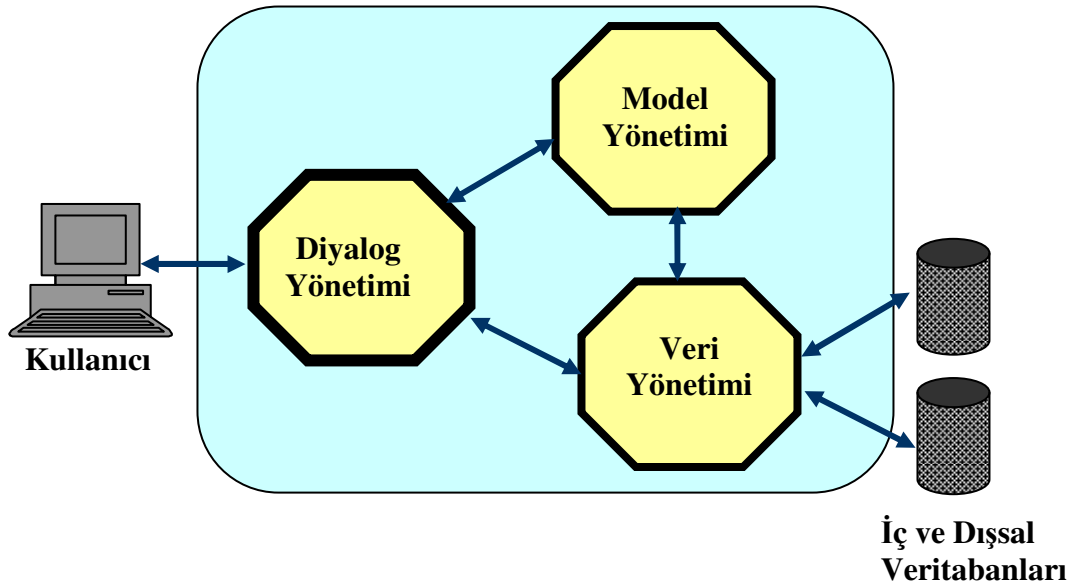 Model
Yönetimi
Diyalog
Yönetimi
Kullanıcı
Veri
Yönetimi
İç ve Dışsal
Veritabanları